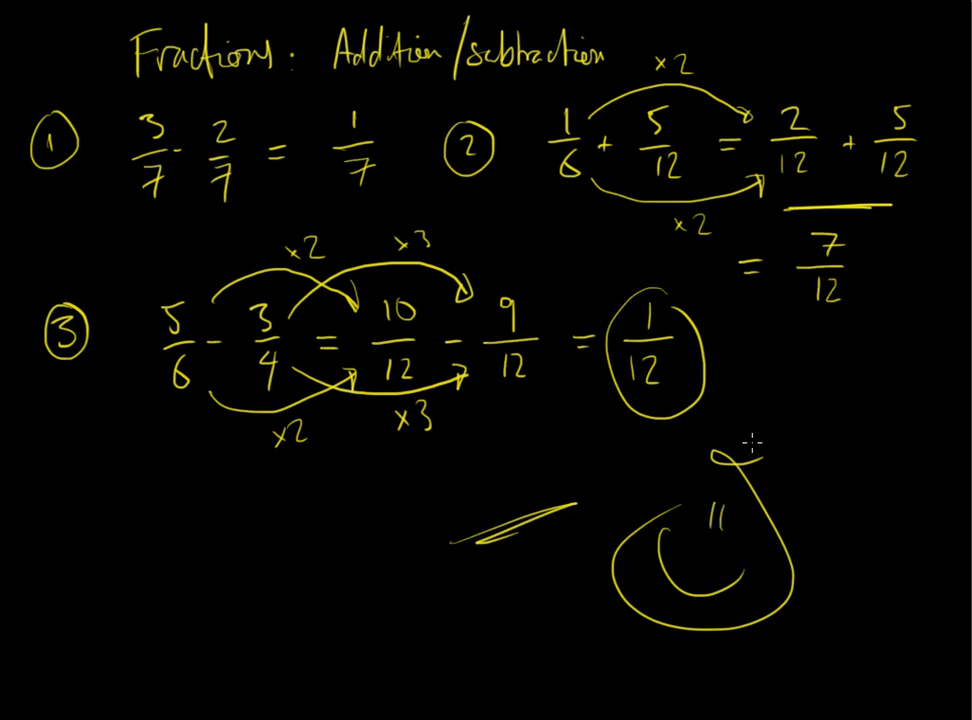 Fractions: Addition/subtraction
① 3/7 - 2/7 = 1/7
② 1/6 + 5/12 = 2/12 + 5/12
×2
×2
= 7/12
③ 5/6 - 3/4 = 10/12 - 9/12 = 1/12
×2 ×3
×2 ×3